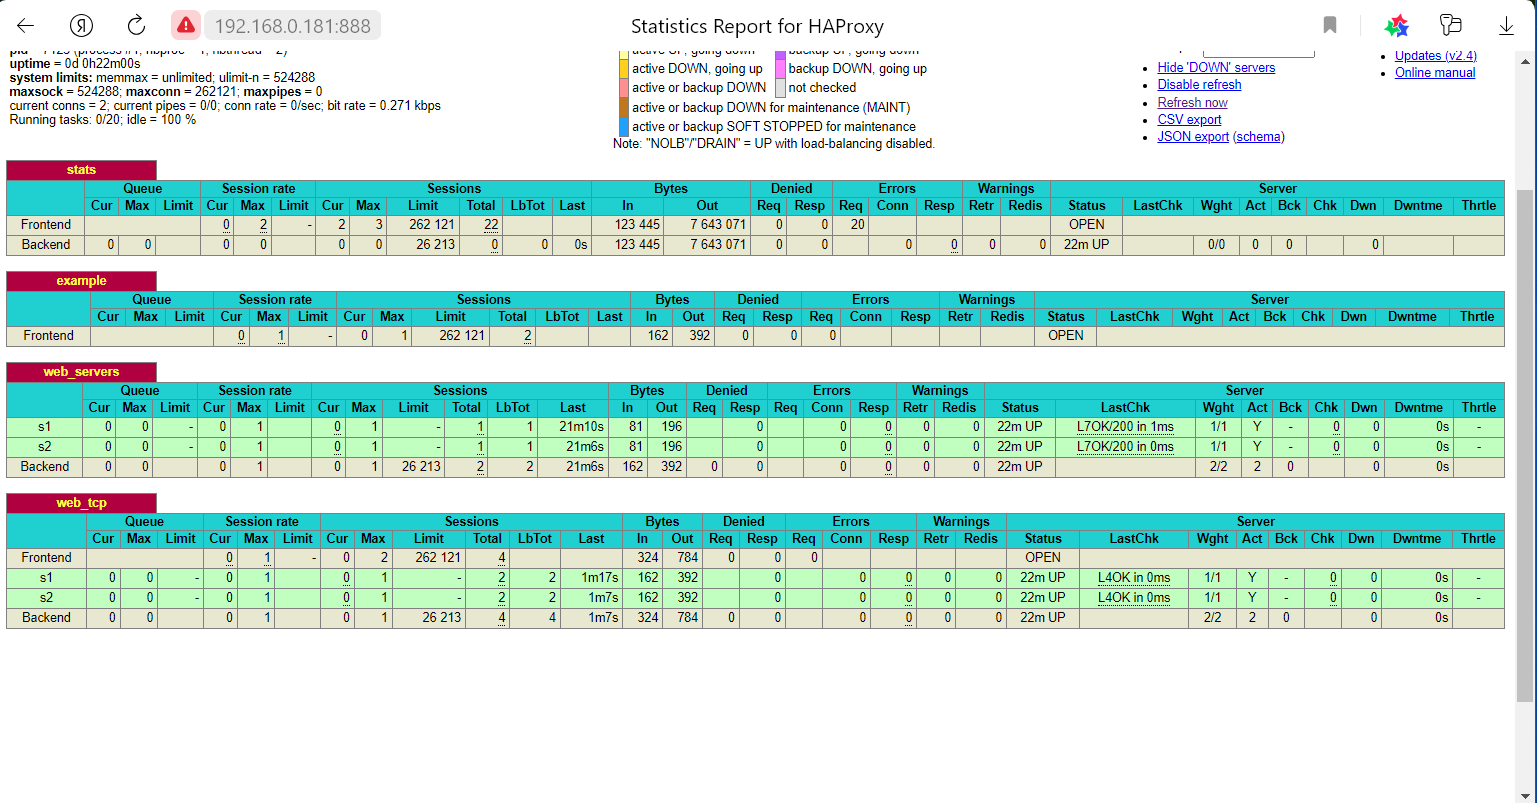 192.168.0.181:888
Statistics Report for HAProxy
uptime = 0d 0h22m00s
system limits: memmax = unlimited; ulimit-n = 524288
maxsock = 524288; maxconn = 262121; maxpipes = 0
current conns = 2; current pipes = 0/0; conn rate = 0/sec; bit rate = 0.271 kbps
Running tasks: 0/20; idle = 100 %
active UP, going down backup UP, going down
active DOWN, going up backup DOWN, going up
active or backup DOWN not checked
active or backup DOWN for maintenance (MAINT)
active or backup SOFT STOPPED for maintenance
Note: "NOLB"/"DRAIN" = UP with load-balancing disabled.
Hide 'DOWN' servers
Disable refresh
Refresh now
CSV export
JSON export (schema)
Updates (v2.4)
Online manual
stats
Queue Session rate Sessions Bytes Denied Errors Warnings Server
Cur Max Limit Cur Max Limit Cur Max Limit Total LbTot Last In Out Req Resp Req Conn Resp Retr Redis Status LastChk Wght Act Bck Chk Dwn Dwntme Thrtle
Frontend 0 2 - 2 3 262 121 22 123 445 7 643 071 0 0 20 OPEN
Backend 0 0 0 0 0 0 26 213 0 0 0s 123 445 7 643 071 0 0 0 0 0 0 22m UP 0/0 0 0 0
example
Queue Session rate Sessions Bytes Denied Errors Warnings Server
Cur Max Limit Cur Max Limit Cur Max Limit Total LbTot Last In Out Req Resp Req Conn Resp Retr Redis Status LastChk Wght Act Bck Chk Dwn Dwntme Thrtle
Frontend 0 1 - 0 1 262 121 2 162 392 0 0 0 OPEN
web_servers
Queue Session rate Sessions Bytes Denied Errors Warnings Server
Cur Max Limit Cur Max Limit Cur Max Limit Total LbTot Last In Out Req Resp Req Conn Resp Retr Redis Status LastChk Wght Act Bck Chk Dwn Dwntme Thrtle
s1 0 0 - 0 1 0 1 - 1 1 21m10s 81 196 0 0 0 0 0 22m UP L7OK/200 in 1ms 1/1 Y - 0 0 0s -
s2 0 0 - 0 1 0 1 - 1 1 21m6s 81 196 0 0 0 0 0 22m UP L7OK/200 in 0ms 1/1 Y - 0 0 0s -
Backend 0 0 0 1 0 1 26 213 2 2 21m6s 162 392 0 0 0 0 0 0 22m UP 2/2 2 0 0 0s
web_tcp
Queue Session rate Sessions Bytes Denied Errors Warnings Server
Cur Max Limit Cur Max Limit Cur Max Limit Total LbTot Last In Out Req Resp Req Conn Resp Retr Redis Status LastChk Wght Act Bck Chk Dwn Dwntme Thrtle
Frontend 0 1 - 0 2 262 121 4 324 784 0 0 0 OPEN
s1 0 0 - 0 1 0 1 - 2 2 1m17s 162 392 0 0 0 0 0 22m UP L4OK in 0ms 1/1 Y - 0 0 0s -
s2 0 0 - 0 1 0 1 - 2 2 1m7s 162 392 0 0 0 0 0 22m UP L4OK in 0ms 1/1 Y - 0 0 0s -
Backend 0 0 0 1 0 1 26 213 4 4 1m7s 324 784 0 0 0 0 0 0 22m UP 2/2 2 0 0 0s